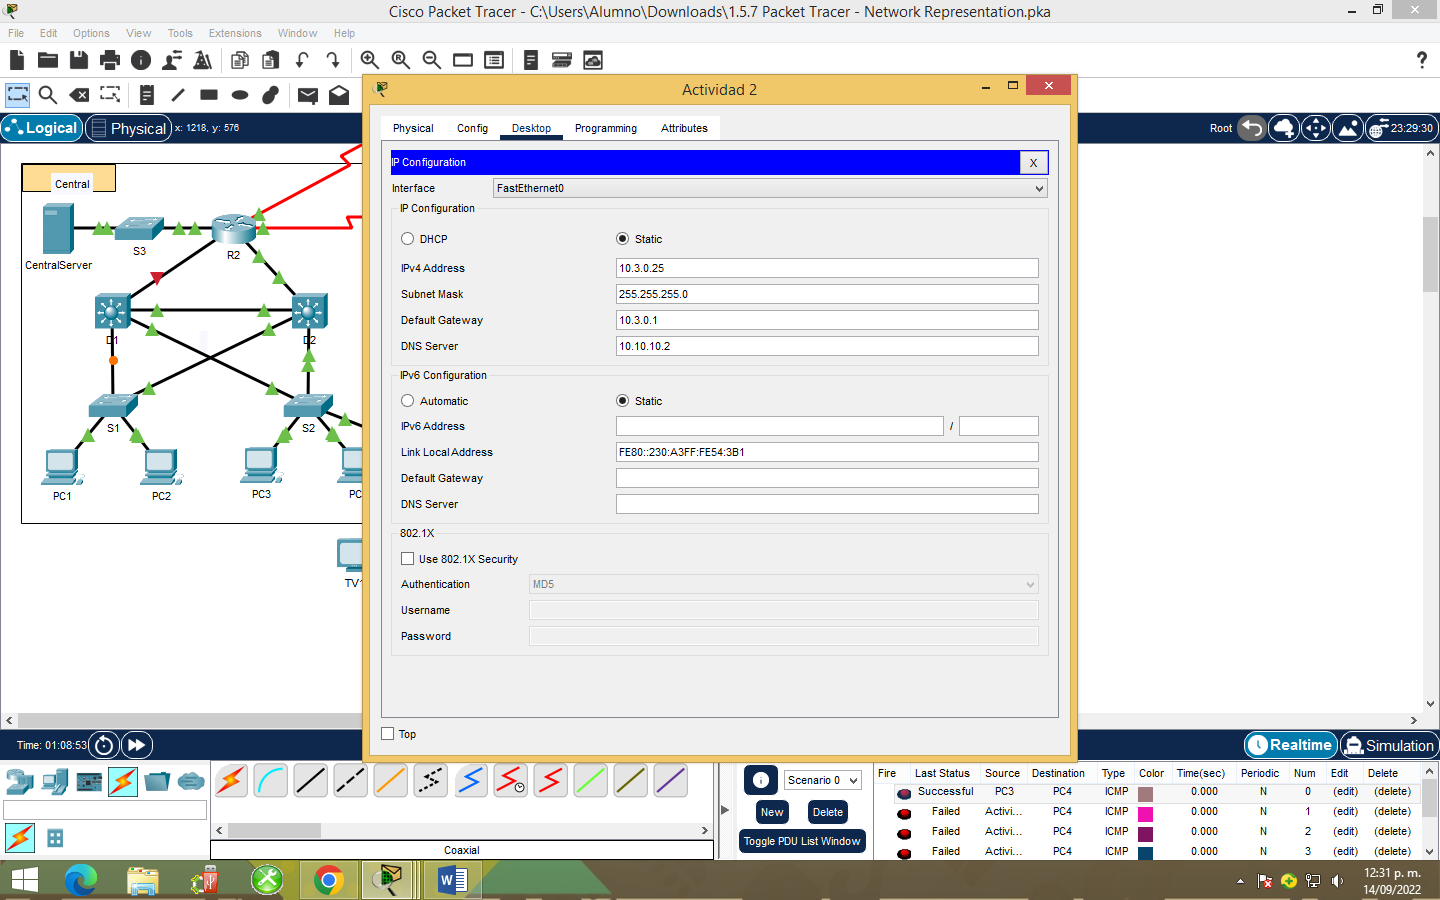 Cisco Packet Tracer - C:\Users\Alumno\Downloads\1.5.7 Packet Tracer - Network Representation.pka
File Edit Options View Tools Extensions Window Help
?
Logical Physical x: 1218, y: 576
Root 23:29:30
Actividad 2
Physical Config Desktop Programming Attributes
IP Configuration X
Interface FastEthernet0
IP Configuration
DHCP Static
IPv4 Address 10.3.0.25
Subnet Mask 255.255.255.0
Default Gateway 10.3.0.1
DNS Server 10.10.10.2
IPv6 Configuration
Automatic Static
IPv6 Address /
Link Local Address FE80::230:A3FF:FE54:3B1
Default Gateway
DNS Server
802.1X
Use 802.1X Security
Authentication MD5
Username
Password
Top
Central
CentralServer
S3
R2
D1
D2
S1
S2
PC1
PC2
PC3
PC
TV1
Time: 01:08:53
Realtime Simulation
Coaxial
Scenario 0
New Delete
Toggle PDU List Window
Fire Last Status Source Destination Type Color Time(sec) Periodic Num Edit Delete
Successful PC3 PC4 ICMP 0.000 N 0 (edit) (delete)
Failed Activi... PC4 ICMP 0.000 N 1 (edit) (delete)
Failed Activi... PC4 ICMP 0.000 N 2 (edit) (delete)
Failed Activi... PC4 ICMP 0.000 N 3 (edit) (delete)
12:31 p. m.
14/09/2022